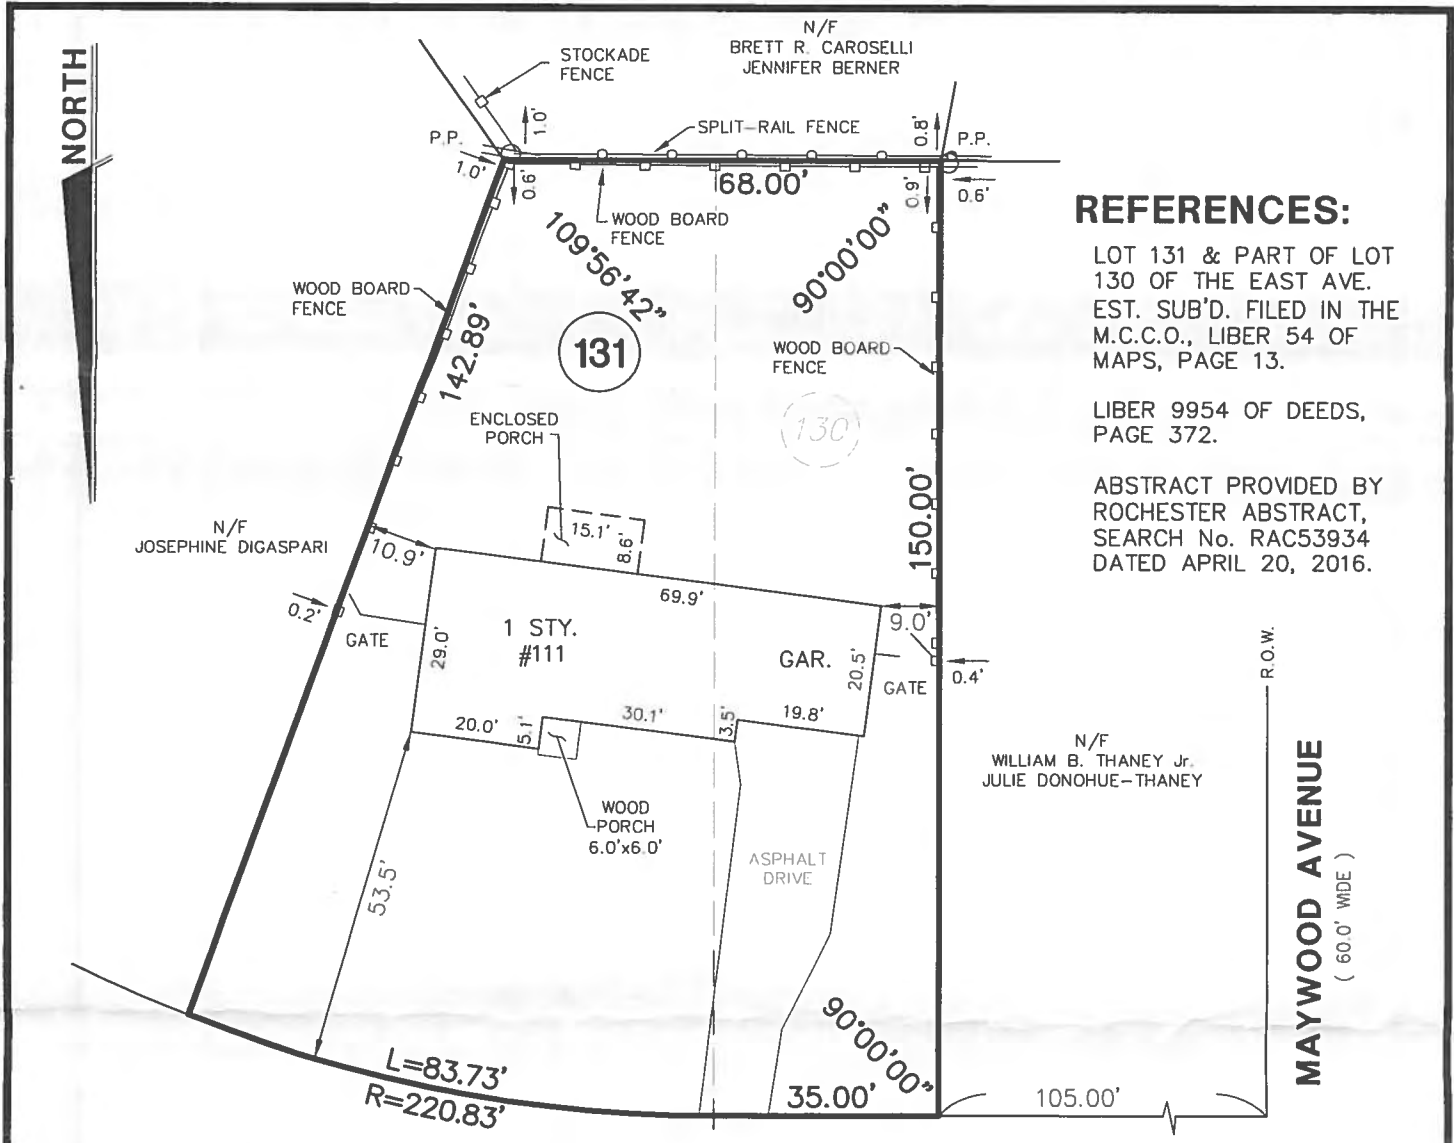 NORTH
N/F
BRETT R. CAROSELLI
JENNIFER BERNER
STOCKADE
FENCE
1.0'
SPLIT-RAIL FENCE
0.8'
P.P.
P.P.
1.0'
0.6'
68.00'
0.9'
0.6'
WOOD BOARD
FENCE
109°56'42"
90°00'00"
WOOD BOARD
FENCE
142.89'
131
WOOD BOARD
FENCE
130
ENCLOSED
PORCH
150.00'
REFERENCES:
LOT 131 & PART OF LOT
130 OF THE EAST AVE.
EST. SUB'D. FILED IN THE
M.C.C.O., LIBER 54 OF
MAPS, PAGE 13.
LIBER 9954 OF DEEDS,
PAGE 372.
ABSTRACT PROVIDED BY
ROCHESTER ABSTRACT,
SEARCH No. RAC53934
DATED APRIL 20, 2016.
N/F
JOSEPHINE DIGASPARI
10.9'
15.1'
8.6'
69.9'
0.2'
GATE
29.0'
1 STY.
#111
GAR.
20.5'
9.0'
GATE
0.4'
20.0'
5.1'
30.1'
3.5'
19.8'
N/F
WILLIAM B. THANEY Jr.
JULIE DONOHUE-THANEY
R.O.W.
MAYWOOD AVENUE
( 60.0' WIDE )
WOOD
PORCH
6.0'x6.0'
ASPHALT
DRIVE
53.5'
90°00'00"
L=83.73'
R=220.83'
35.00'
105.00'